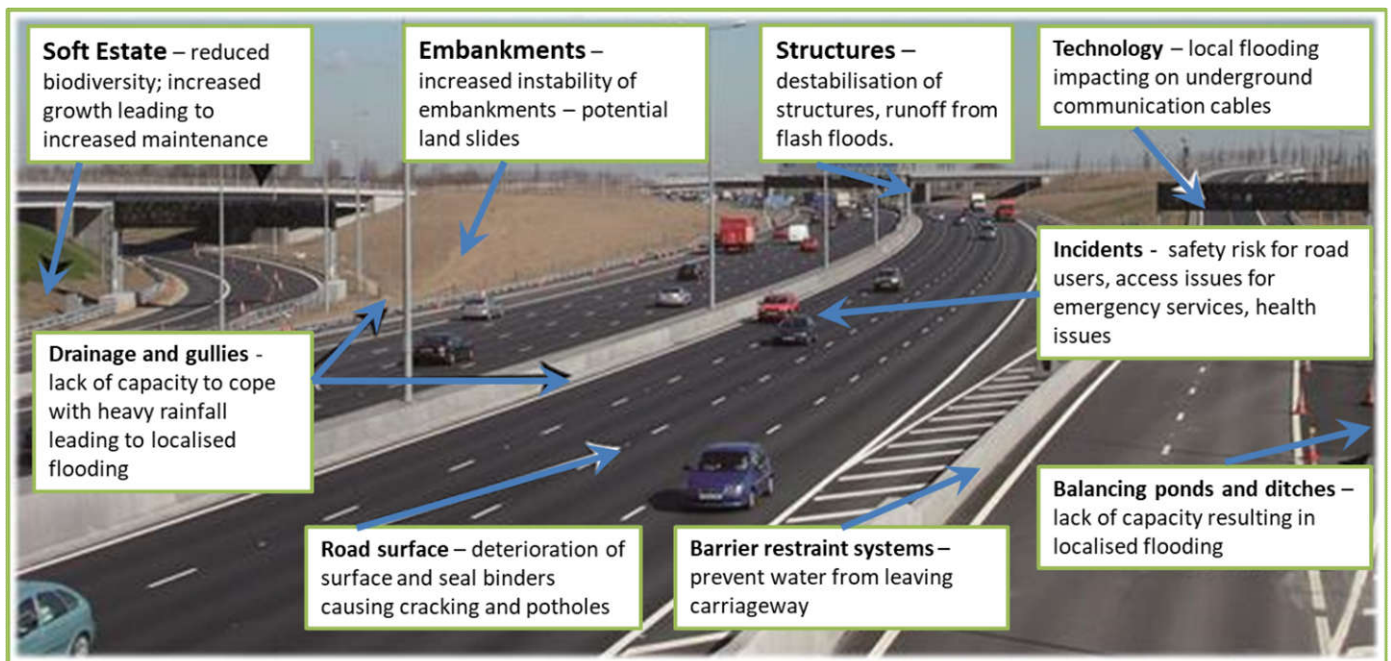 Soft Estate – reduced
biodiversity; increased
growth leading to
increased maintenance
Embankments –
increased instability of
embankments – potential
land slides
Structures –
destabilisation of
structures, runoff from
flash floods.
Technology – local flooding
impacting on underground
communication cables
Incidents -  safety risk for road
users, access issues for
emergency services, health
issues
Drainage and gullies -
lack of capacity to cope
with heavy rainfall
leading to localised
flooding
Road surface – deterioration of
surface and seal binders
causing cracking and potholes
Barrier restraint systems –
prevent water from leaving
carriageway
Balancing ponds and ditches –
lack of capacity resulting in
localised flooding